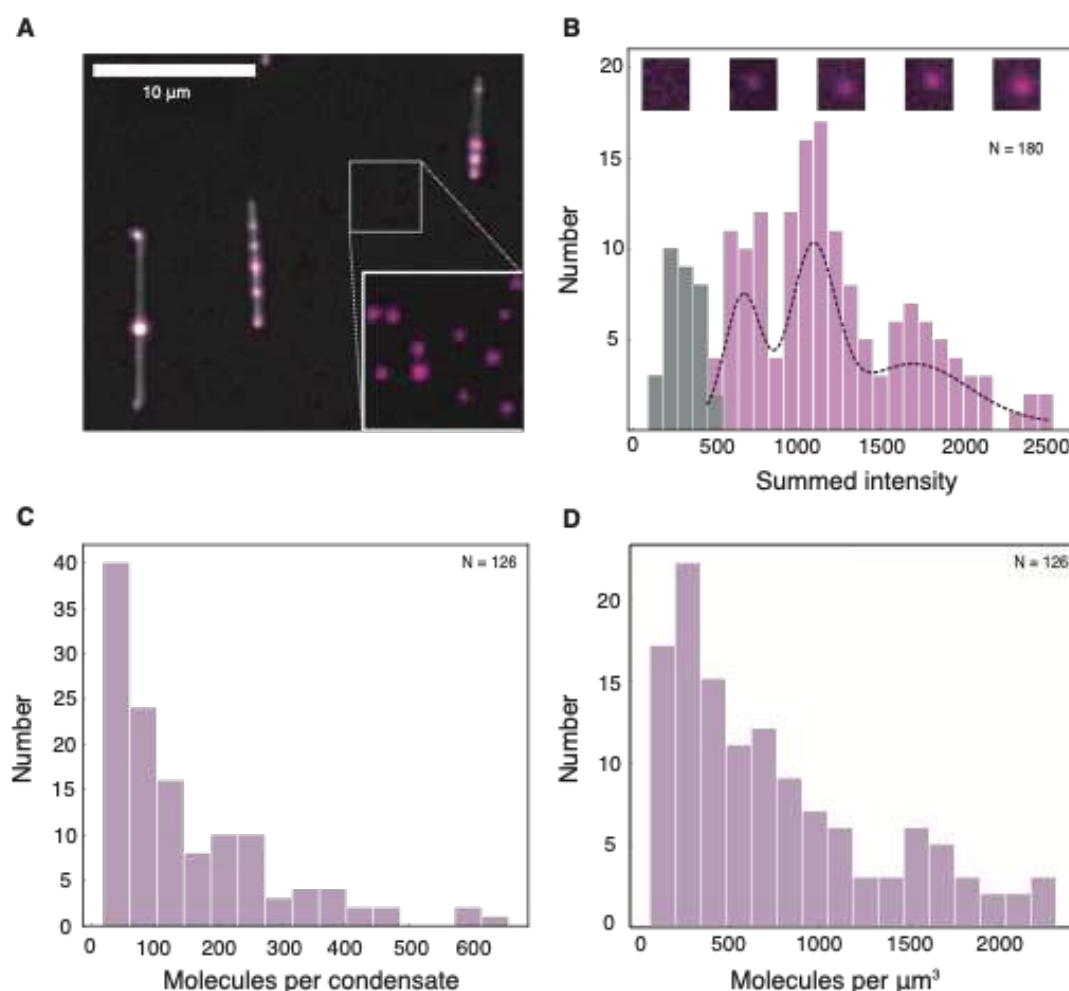 A
10 µm
B
20
15
10
5
0
500
1000
1500
2000
2500
N = 180
Number
Summed intensity
C
40
35
30
25
20
15
10
5
0
0
100
200
300
400
500
600
N = 126
Number
Molecules per condensate
D
20
15
10
5
0
0
500
1000
1500
2000
N = 126
Number
Molecules per µm³